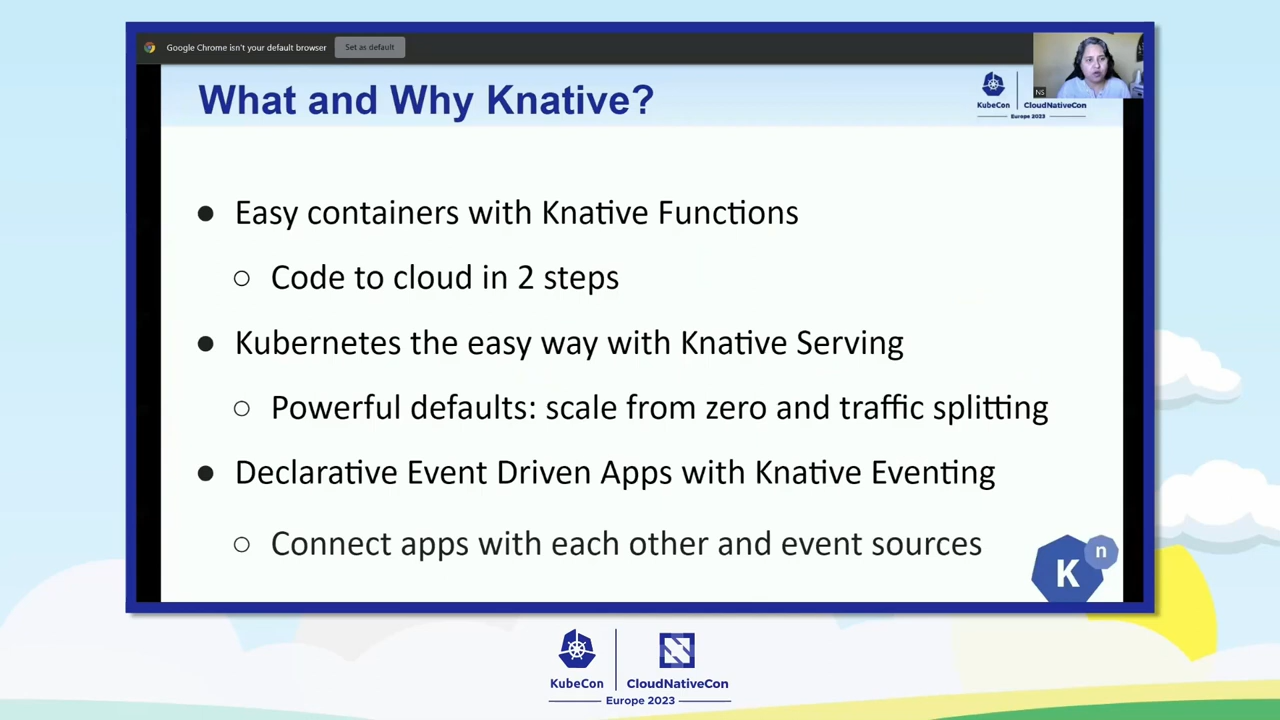 Google Chrome isn't your default browser Set as default
What and Why Knative?
KubeCon CloudNativeCon
Europe 2023
NS
● Easy containers with Knative Functions
○ Code to cloud in 2 steps
● Kubernetes the easy way with Knative Serving
○ Powerful defaults: scale from zero and traffic splitting
● Declarative Event Driven Apps with Knative Eventing
○ Connect apps with each other and event sources
K n
KubeCon CloudNativeCon
Europe 2023